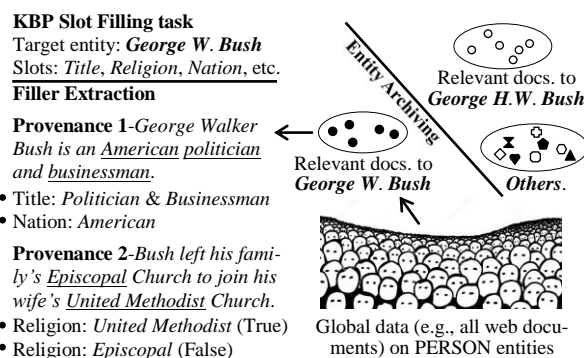 KBP Slot Filling task
Target entity: George W. Bush
Slots: Title, Religion, Nation, etc.
Filler Extraction
Provenance 1-George Walker
Bush is an American politician
and businessman.
• Title: Politician & Businessman
• Nation: American
Provenance 2-Bush left his fami-
ly's Episcopal Church to join his
wife's United Methodist Church.
• Religion: United Methodist (True)
• Religion: Episcopal (False)
Entity Archiving
Relevant docs. to
George H.W. Bush
Relevant docs. to
George W. Bush
Others.
Global data (e.g., all web docu-
ments) on PERSON entities